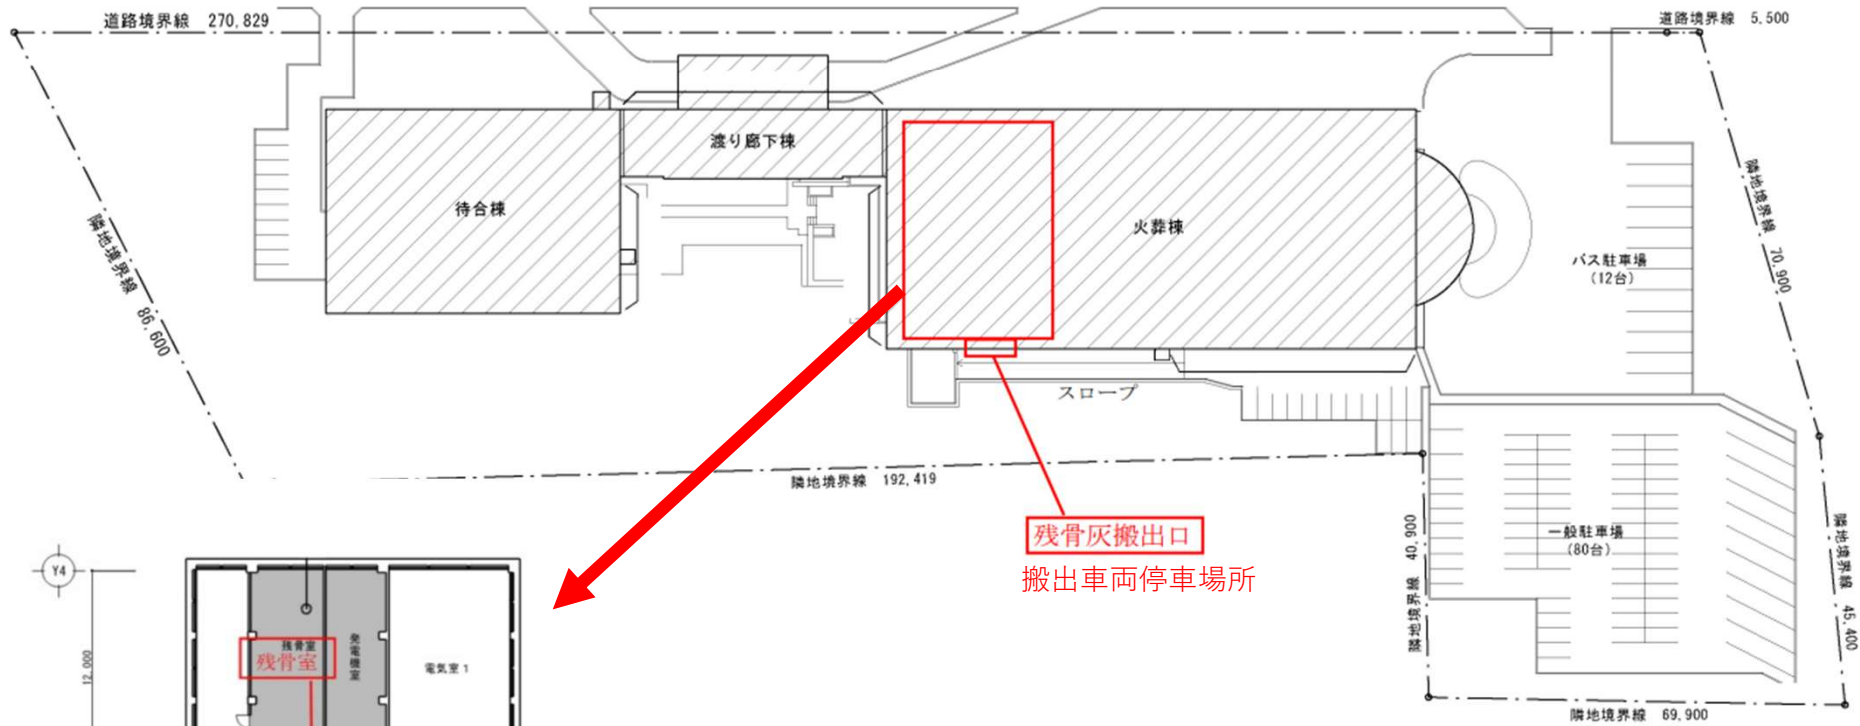 道路境界線 270,829
道路境界線 5,500
渡り廊下棟
待合棟
火葬棟
隣地境界線 86,600
隣地境界線 70,900
バス駐車場
(12台)
スロープ
隣地境界線 192,419
残骨灰搬出口
搬出車両停車場所
隣地境界線 40,900
一般駐車場
(80台)
隣地境界線 45,400
隣地境界線 69,900
Y4
12,000
残骨室
残骨室
発電機室
電気室1